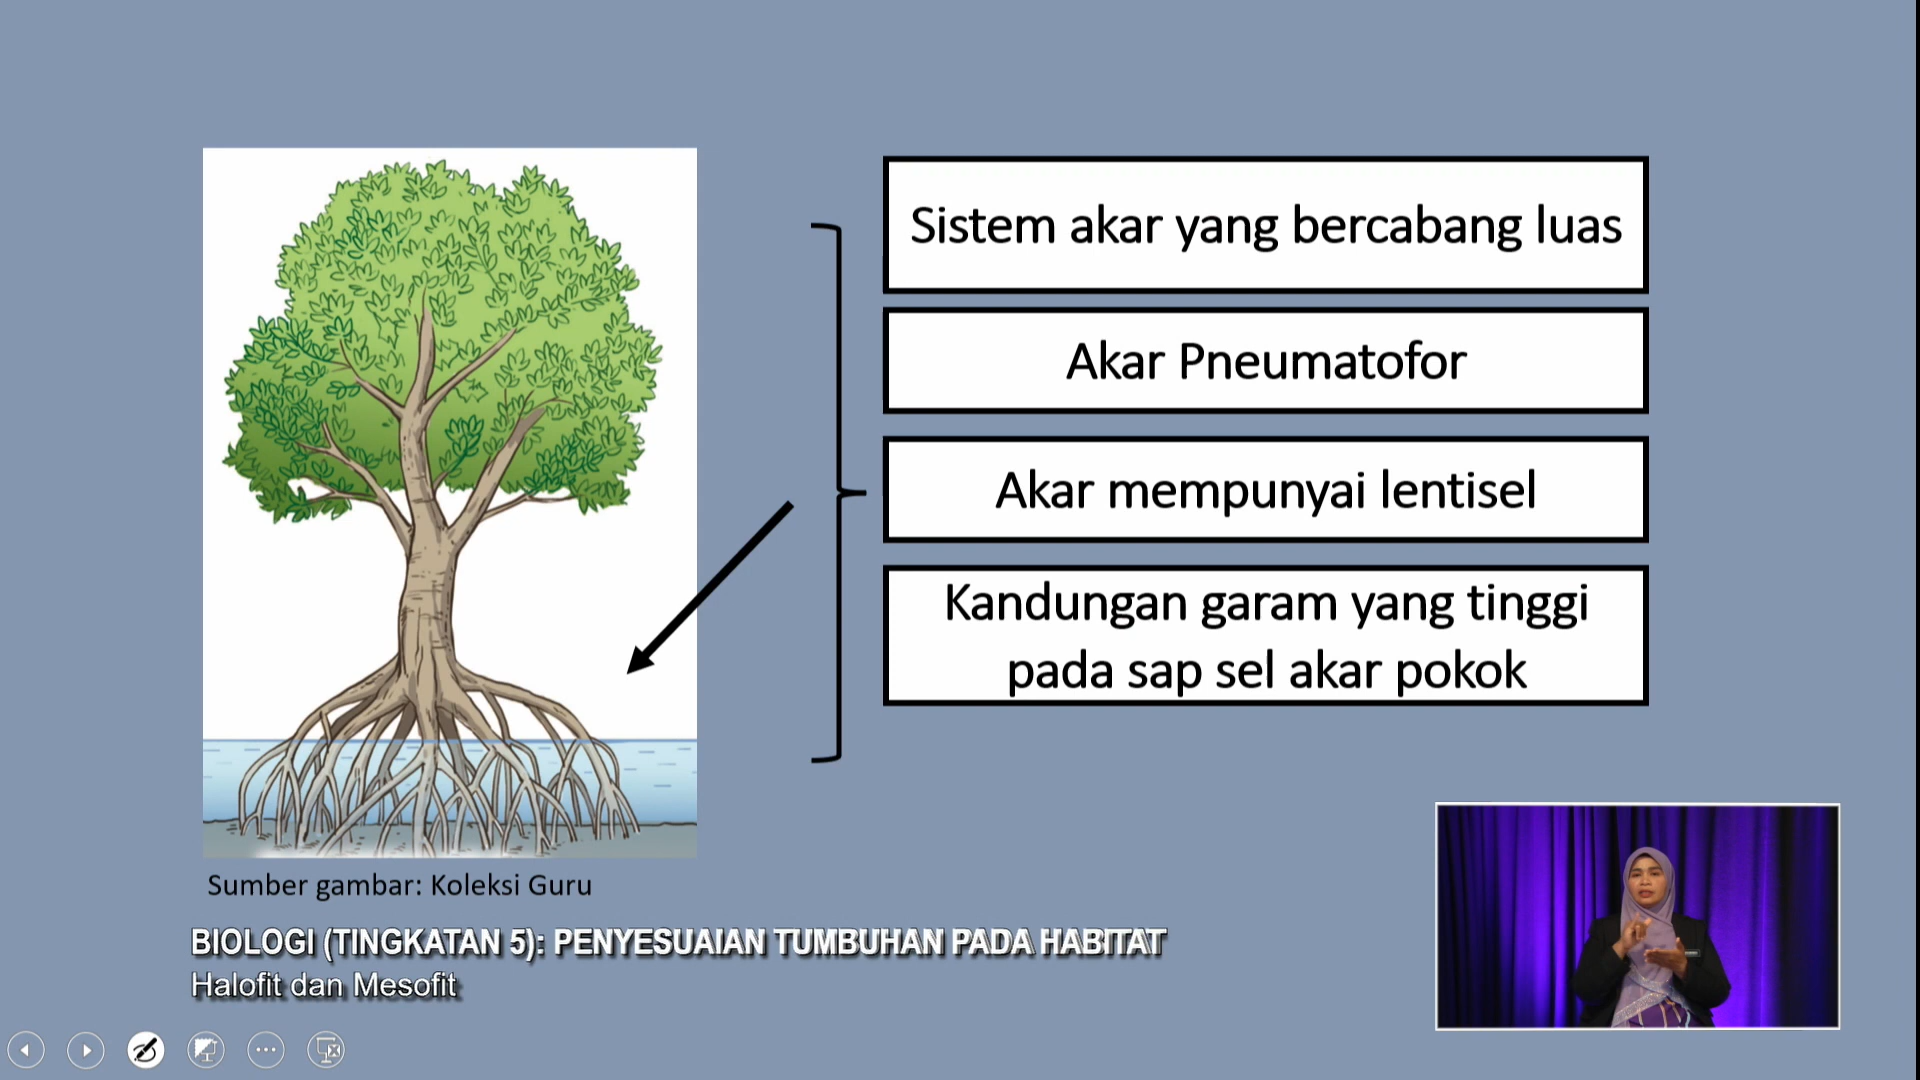 Sistem akar yang bercabang luas
Akar Pneumatofor
Akar mempunyai lentisel
Kandungan garam yang tinggi
pada sap sel akar pokok
Sumber gambar: Koleksi Guru
BIOLOGI (TINGKATAN 5): PENYESUAIAN TUMBUHAN PADA HABITAT
Halofit dan Mesofit